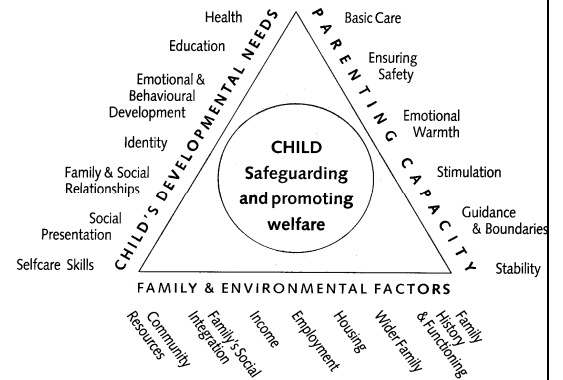 Health
Education
Emotional &
Behavioural
Development
Identity
Family & Social
Relationships
Social
Presentation
Selfcare Skills
CHILD'S DEVELOPMENTAL NEEDS
PARENTING CAPACITY
Basic Care
Ensuring
Safety
Emotional
Warmth
Stimulation
Guidance
& Boundaries
Stability
CHILD
Safeguarding
and promoting
welfare
FAMILY & ENVIRONMENTAL FACTORS
Community
Resources
Family's Social
Integration
Income
Employment
Housing
Wider Family
Family
History
& Functioning